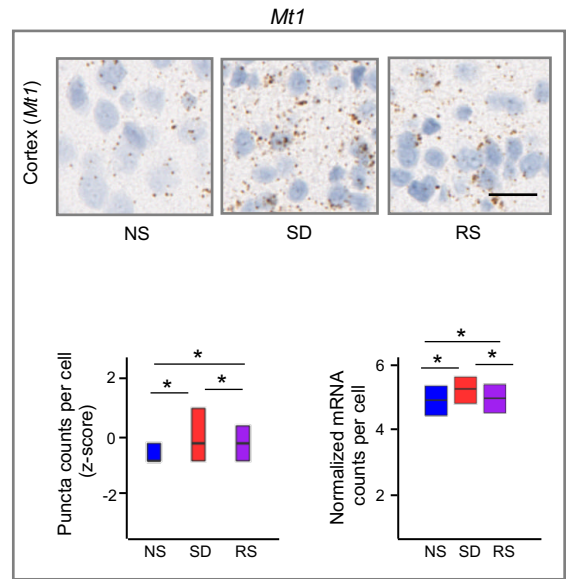 Mt1
Cortex (Mt1)
NS
SD
RS
Puncta counts per cell
(z-score)
2
0
-2
*
*
*
NS
SD
RS
Normalized mRNA
counts per cell
6
4
2
*
*
*
NS
SD
RS